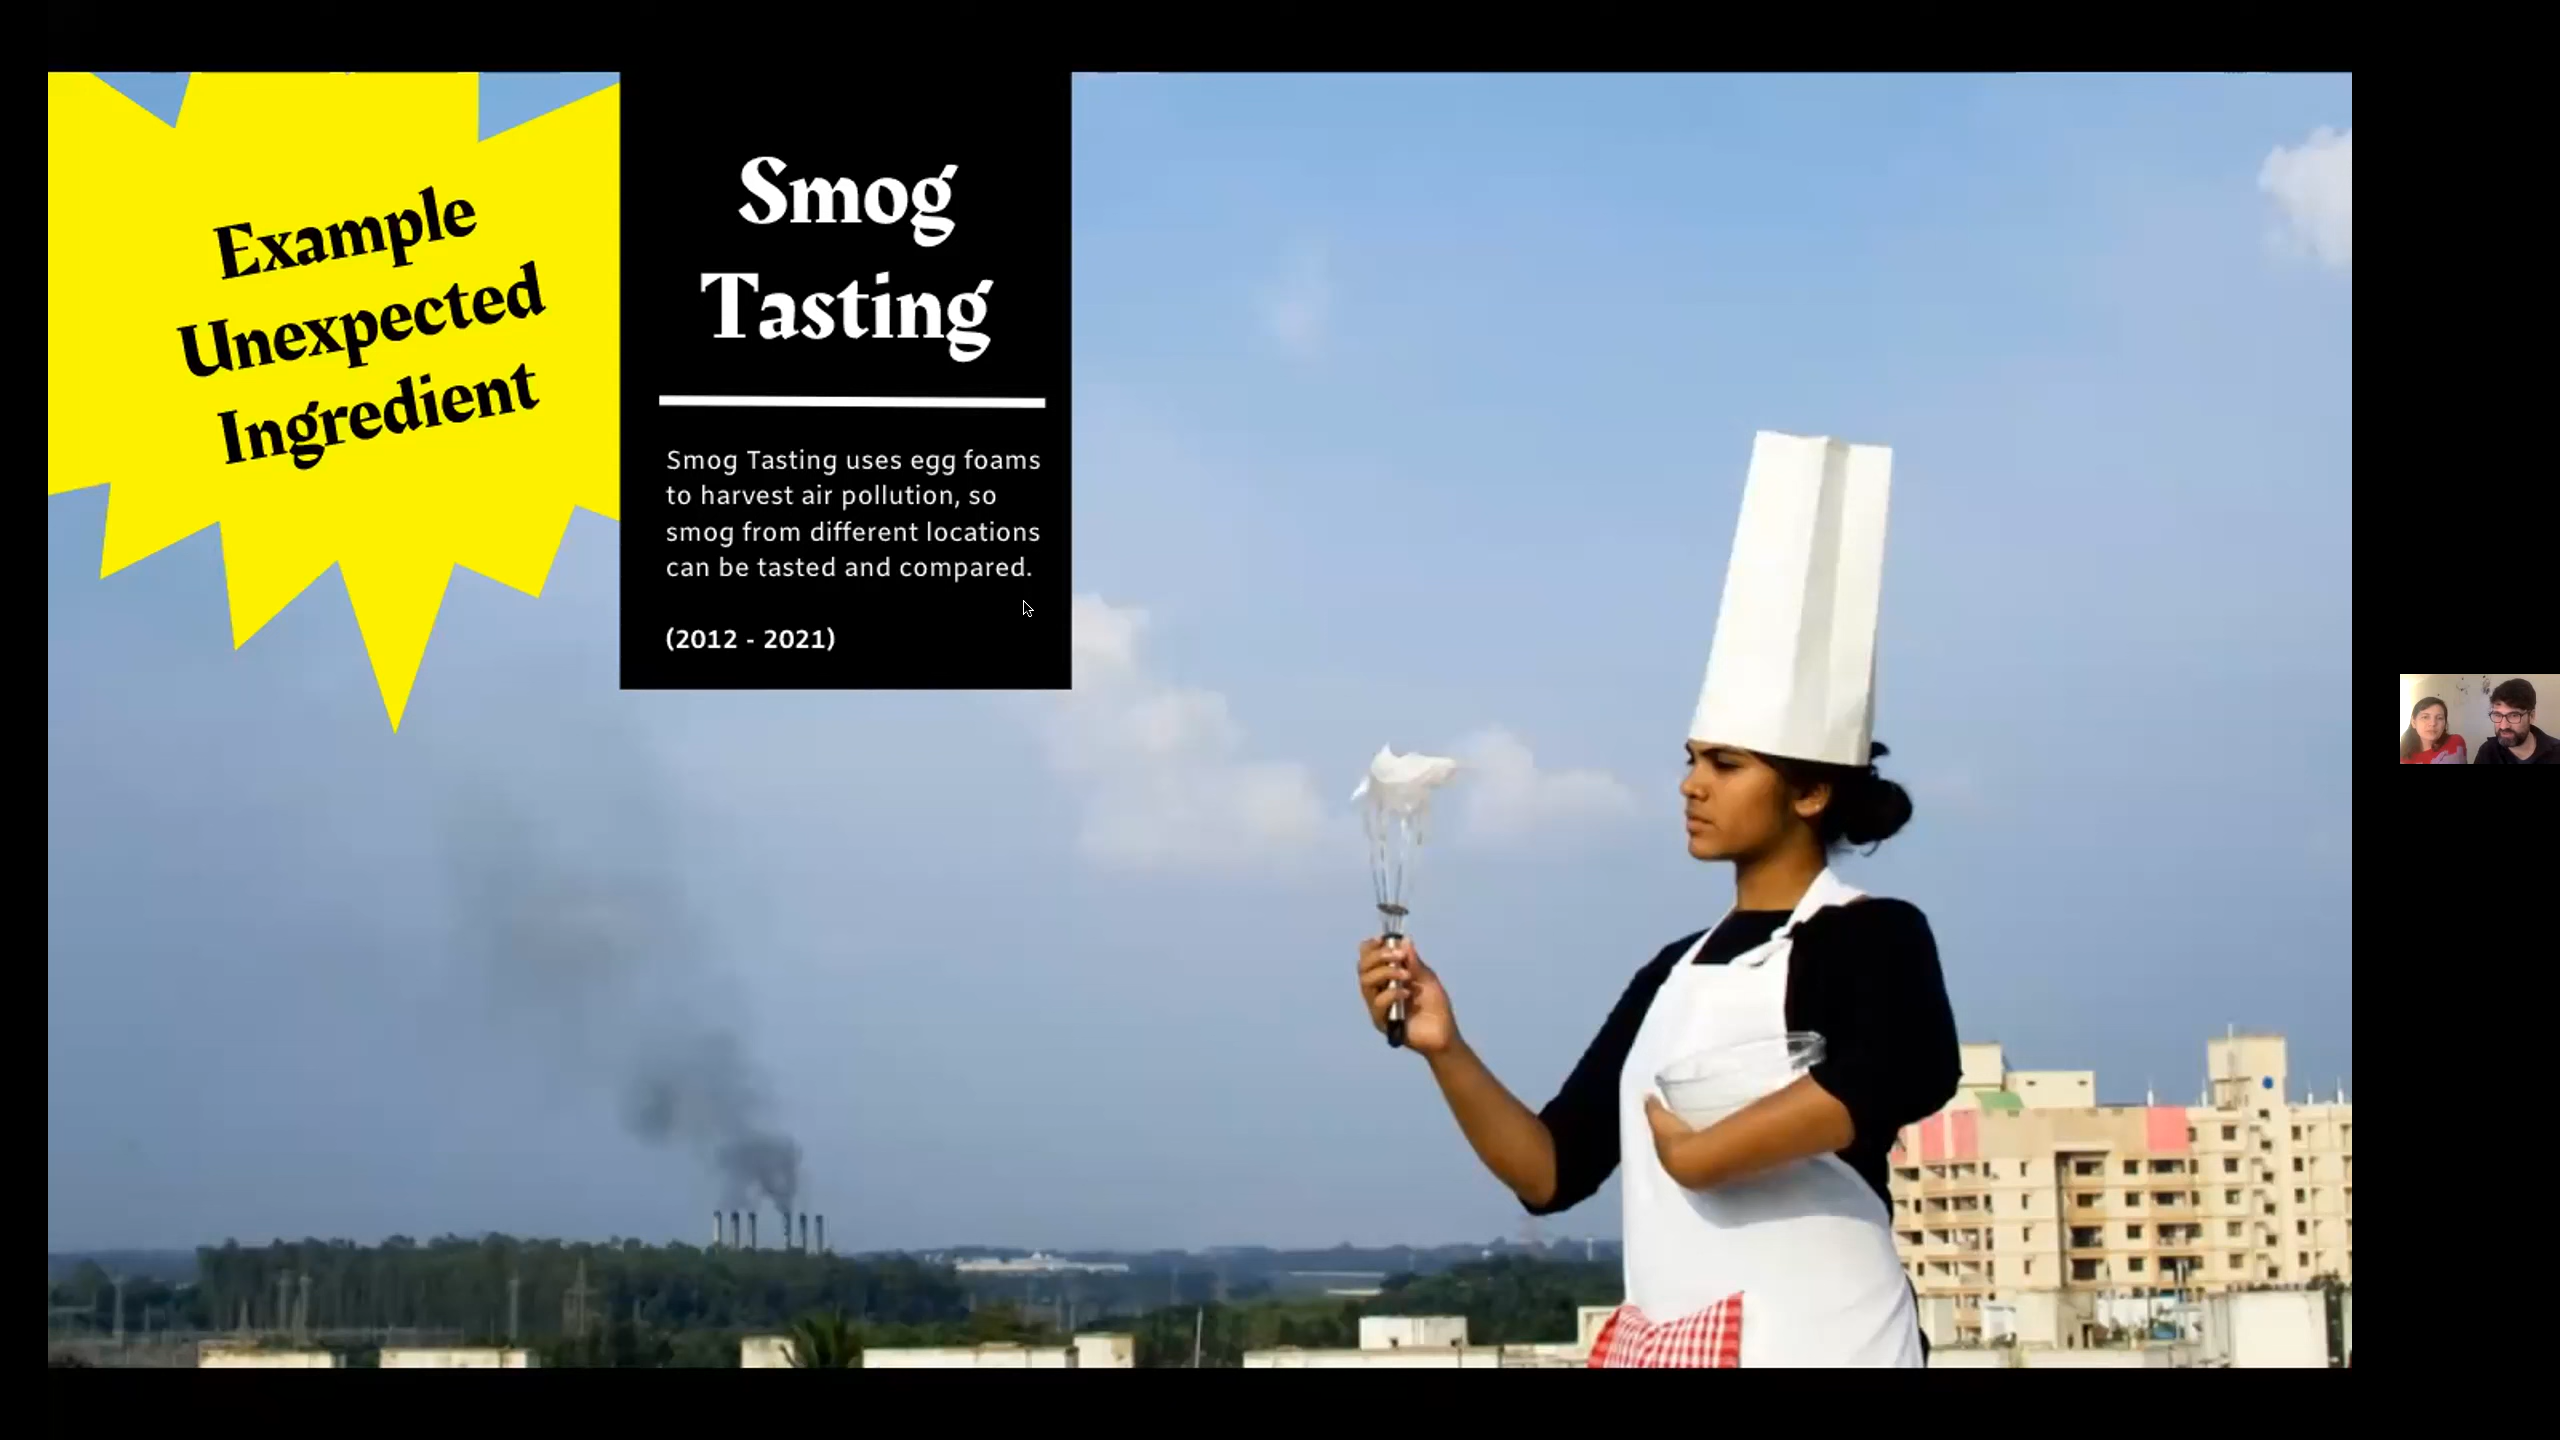 Example
Unexpected
Ingredient
Smog
Tasting
Smog Tasting uses egg foams
to harvest air pollution, so
smog from different locations
can be tasted and compared.
(2012 - 2021)